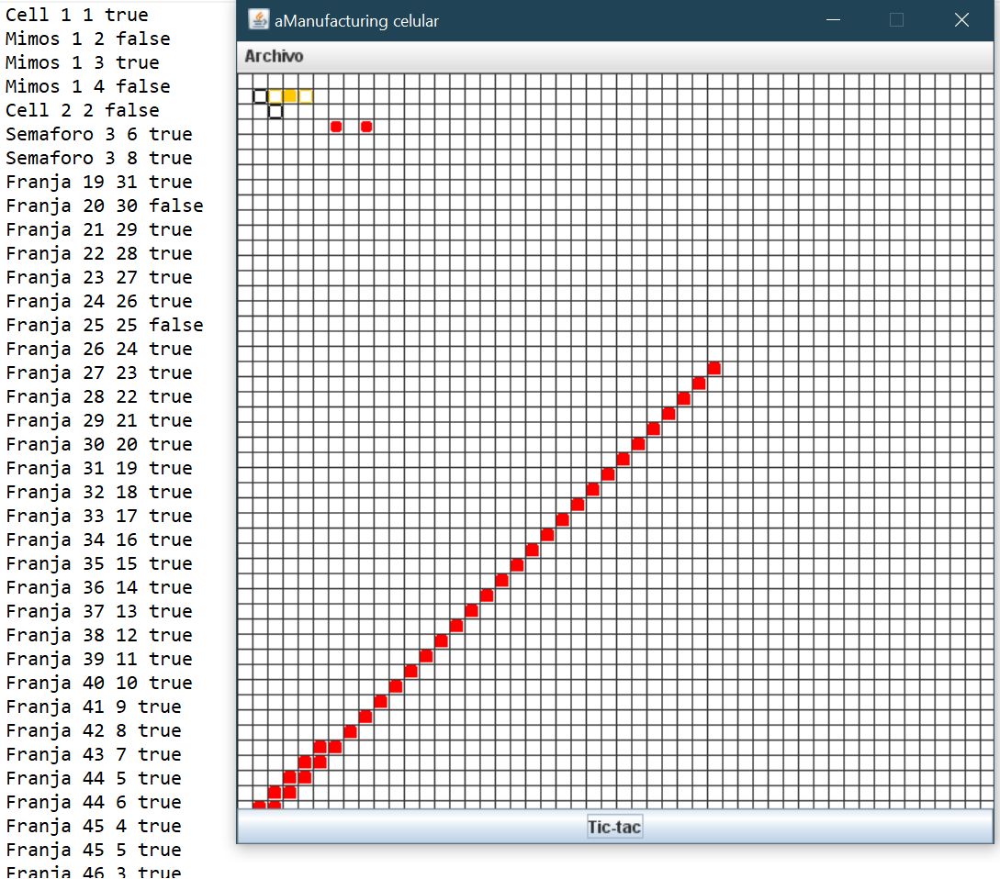 Cell 1 1 true
Mimos 1 2 false
Mimos 1 3 true
Mimos 1 4 false
Cell 2 2 false
Semaforo 3 6 true
Semaforo 3 8 true
Franja 19 31 true
Franja 20 30 false
Franja 21 29 true
Franja 22 28 true
Franja 23 27 true
Franja 24 26 true
Franja 25 25 false
Franja 26 24 true
Franja 27 23 true
Franja 28 22 true
Franja 29 21 true
Franja 30 20 true
Franja 31 19 true
Franja 32 18 true
Franja 33 17 true
Franja 34 16 true
Franja 35 15 true
Franja 36 14 true
Franja 37 13 true
Franja 38 12 true
Franja 39 11 true
Franja 40 10 true
Franja 41 9 true
Franja 42 8 true
Franja 43 7 true
Franja 44 5 true
Franja 44 6 true
Franja 45 4 true
Franja 45 5 true
Franja 46 3 true
aManufacturing celular
Archivo
Tic-tac